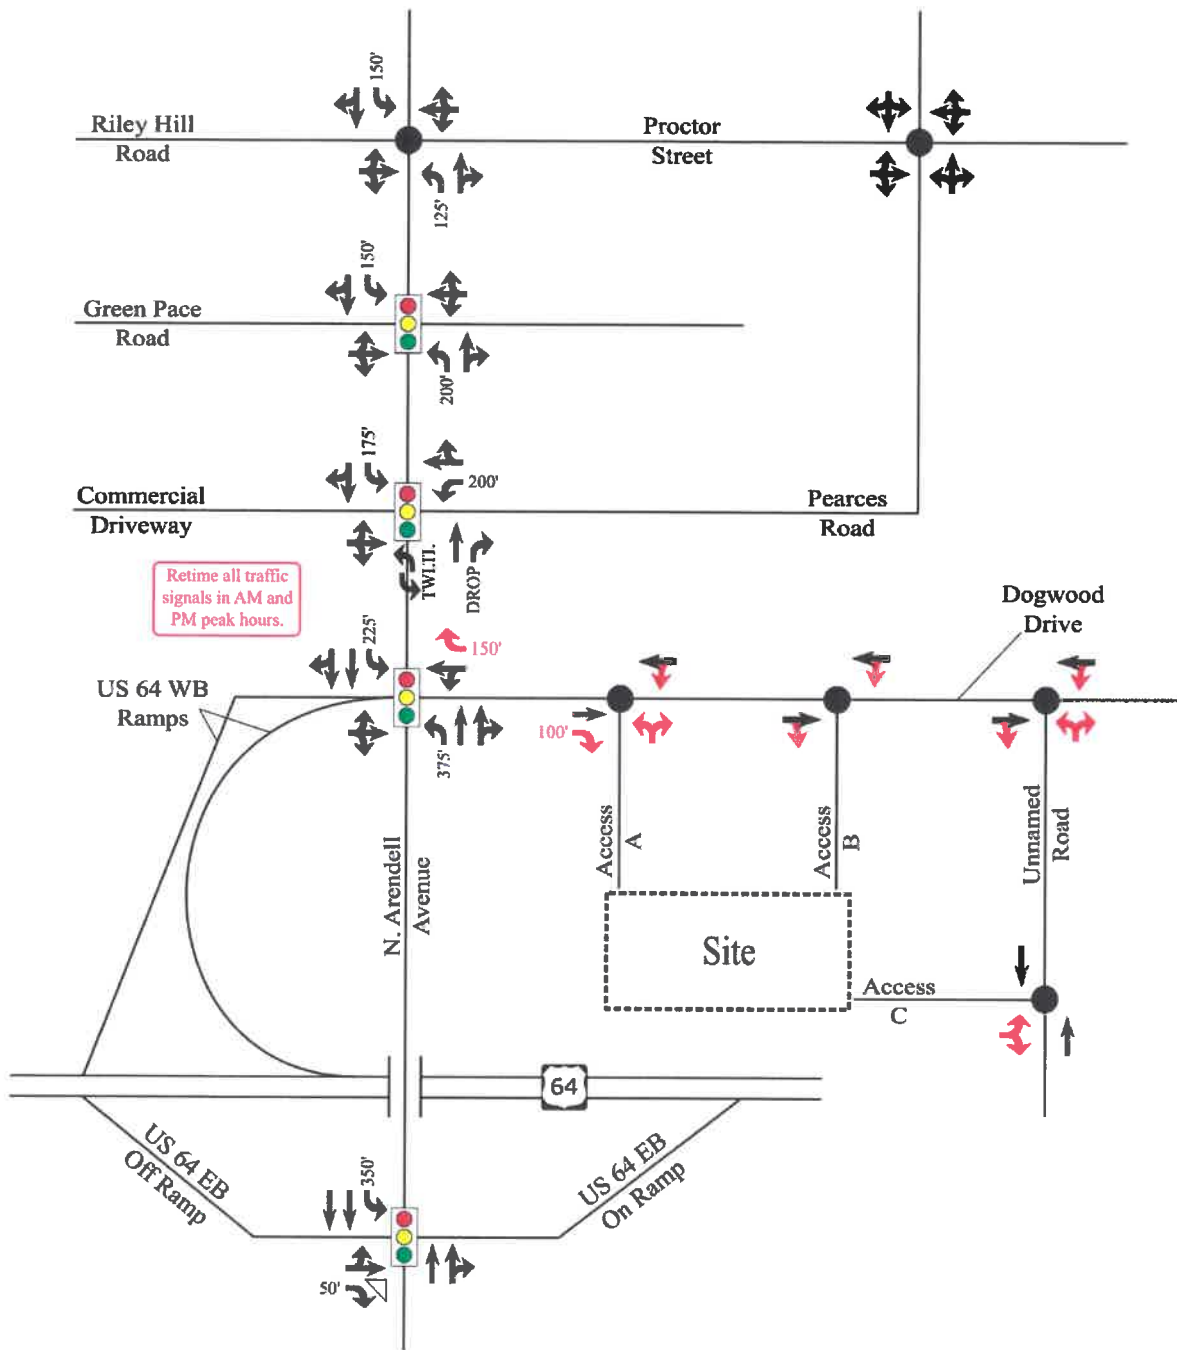 150'
Riley Hill
Road
Proctor
Street
125'
150'
Green Pace
Road
200'
175'
200'
Commercial
Driveway
Pearces
Road
TWLTL
DROP
Retime all traffic
signals in AM and
PM peak hours.
Dogwood
Drive
225'
150'
US 64 WB
Ramps
375'
100'
Access
A
Access
B
Unnamed
Road
N. Arendell
Avenue
Site
Access
C
64
US 64 EB
Off Ramp
350'
US 64 EB
On Ramp
50'